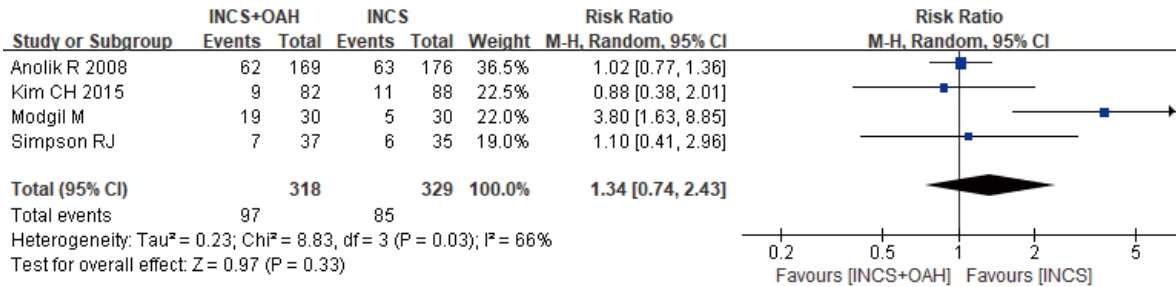 INCS+OAH INCS Risk Ratio Risk Ratio
Study or Subgroup Events Total Events Total Weight M-H, Random, 95% CI M-H, Random, 95% CI
Anolik R 2008 62 169 63 176 36.5% 1.02 [0.77, 1.36]
Kim CH 2015 9 82 11 88 22.5% 0.88 [0.38, 2.01]
Modgil M 19 30 5 30 22.0% 3.80 [1.63, 8.85]
Simpson RJ 7 37 6 35 19.0% 1.10 [0.41, 2.96]
Total (95% CI) 318 329 100.0% 1.34 [0.74, 2.43]
Total events 97 85
Heterogeneity: Tau² = 0.23; Chi² = 8.83, df = 3 (P = 0.03); I² = 66%
Test for overall effect: Z = 0.97 (P = 0.33)
0.2 0.5 1 2 5
Favours [INCS+OAH] Favours [INCS]